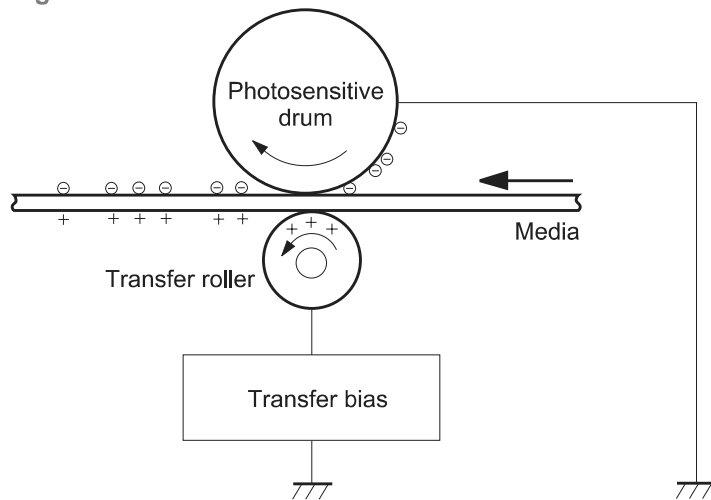 Photosensitive
drum
Media
Transfer roller
Transfer bias